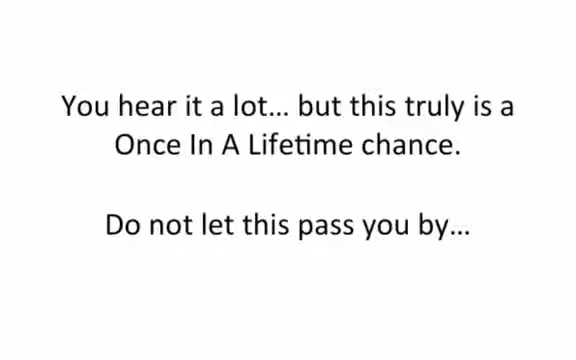 You hear it a lot... but this truly is a
Once In A Lifetime chance.
Do not let this pass you by...